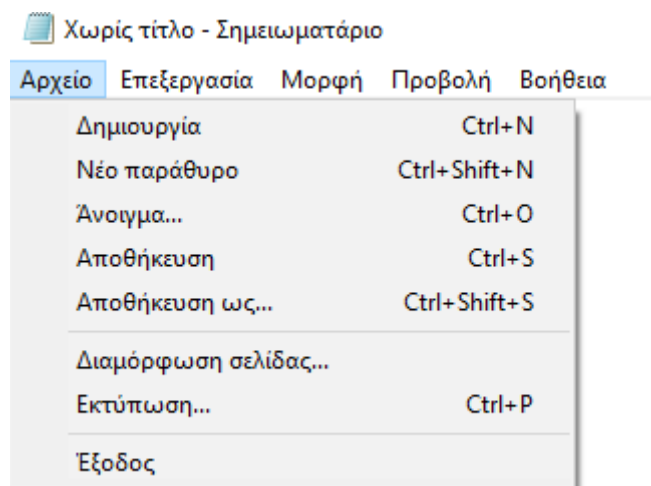 Χωρίς τίτλο - Σημειωματάριο
Αρχείο Επεξεργασία Μορφή Προβολή Βοήθεια
Δημιουργία Ctrl+N
Νέο παράθυρο Ctrl+Shift+N
Άνοιγμα... Ctrl+O
Αποθήκευση Ctrl+S
Αποθήκευση ως... Ctrl+Shift+S
Διαμόρφωση σελίδας...
Εκτύπωση... Ctrl+P
Έξοδος